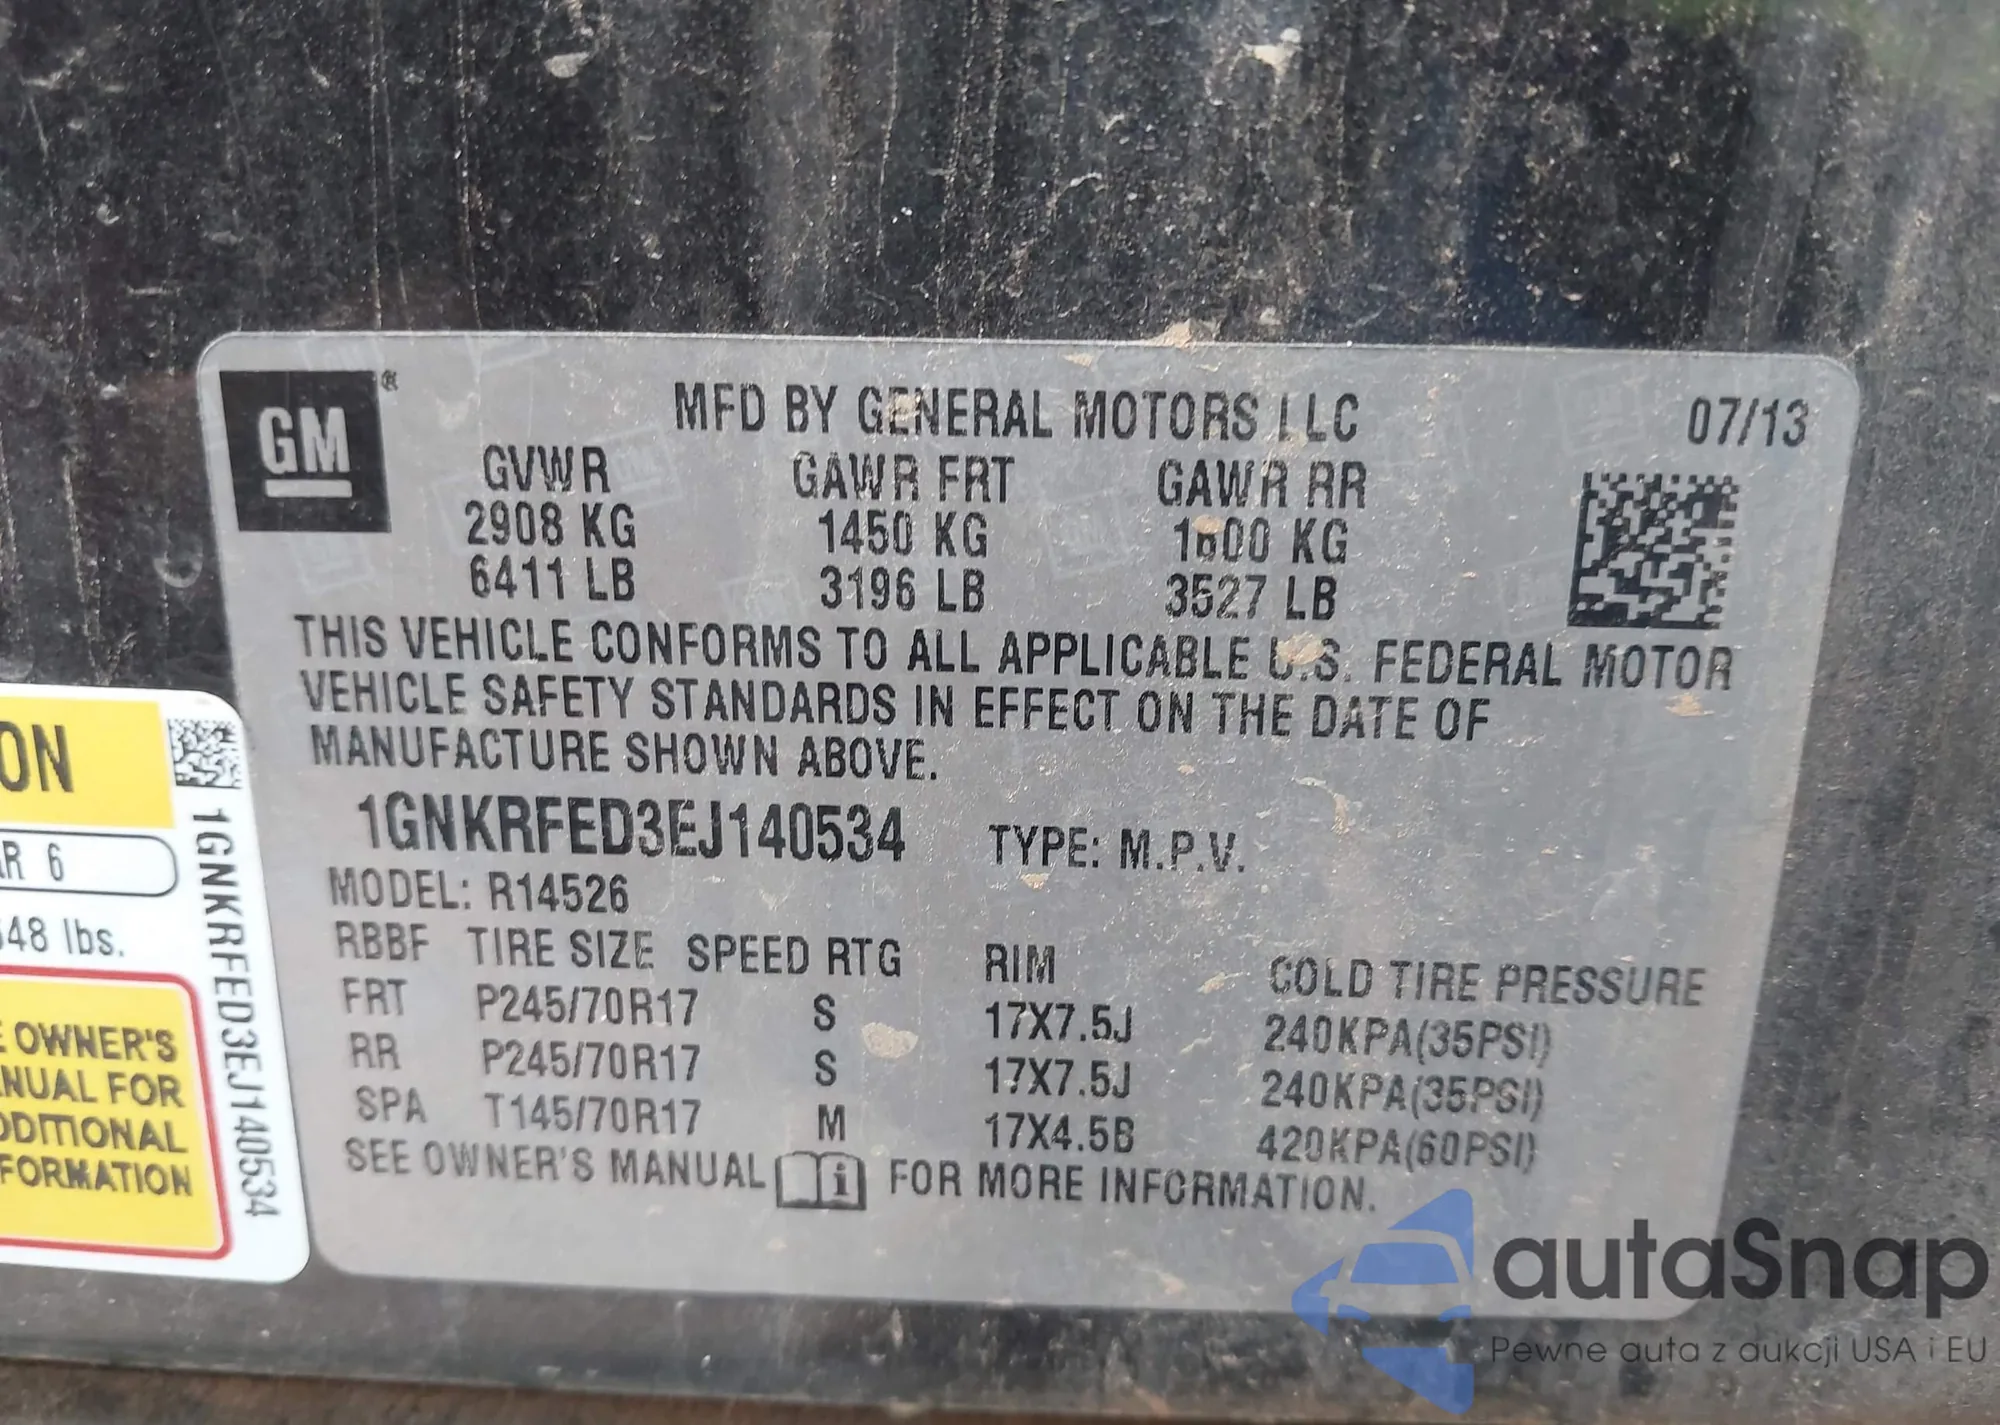 GM®
MFD BY GENERAL MOTORS LLC
07/13
GVWR GAWR FRT GAWR RR
2908 KG 1450 KG 1600 KG
6411 LB 3196 LB 3527 LB
THIS VEHICLE CONFORMS TO ALL APPLICABLE U.S. FEDERAL MOTOR
VEHICLE SAFETY STANDARDS IN EFFECT ON THE DATE OF
MANUFACTURE SHOWN ABOVE.
1GNKRFED3EJ140534 TYPE: M.P.V.
MODEL: R14526
RBBF TIRE SIZE SPEED RTG RIM COLD TIRE PRESSURE
FRT P245/70R17 S 17X7.5J 240KPA(35PSI)
RR P245/70R17 S 17X7.5J 240KPA(35PSI)
SPA T145/70R17 M 17X4.5B 420KPA(60PSI)
SEE OWNER'S MANUAL i FOR MORE INFORMATION.
ON
R 6
48 lbs.
E OWNER'S
NUAL FOR
DDITIONAL
FORMATION
1GNKRFED3EJ140534
autaSnap
Pewne auta z aukcji USA i EU